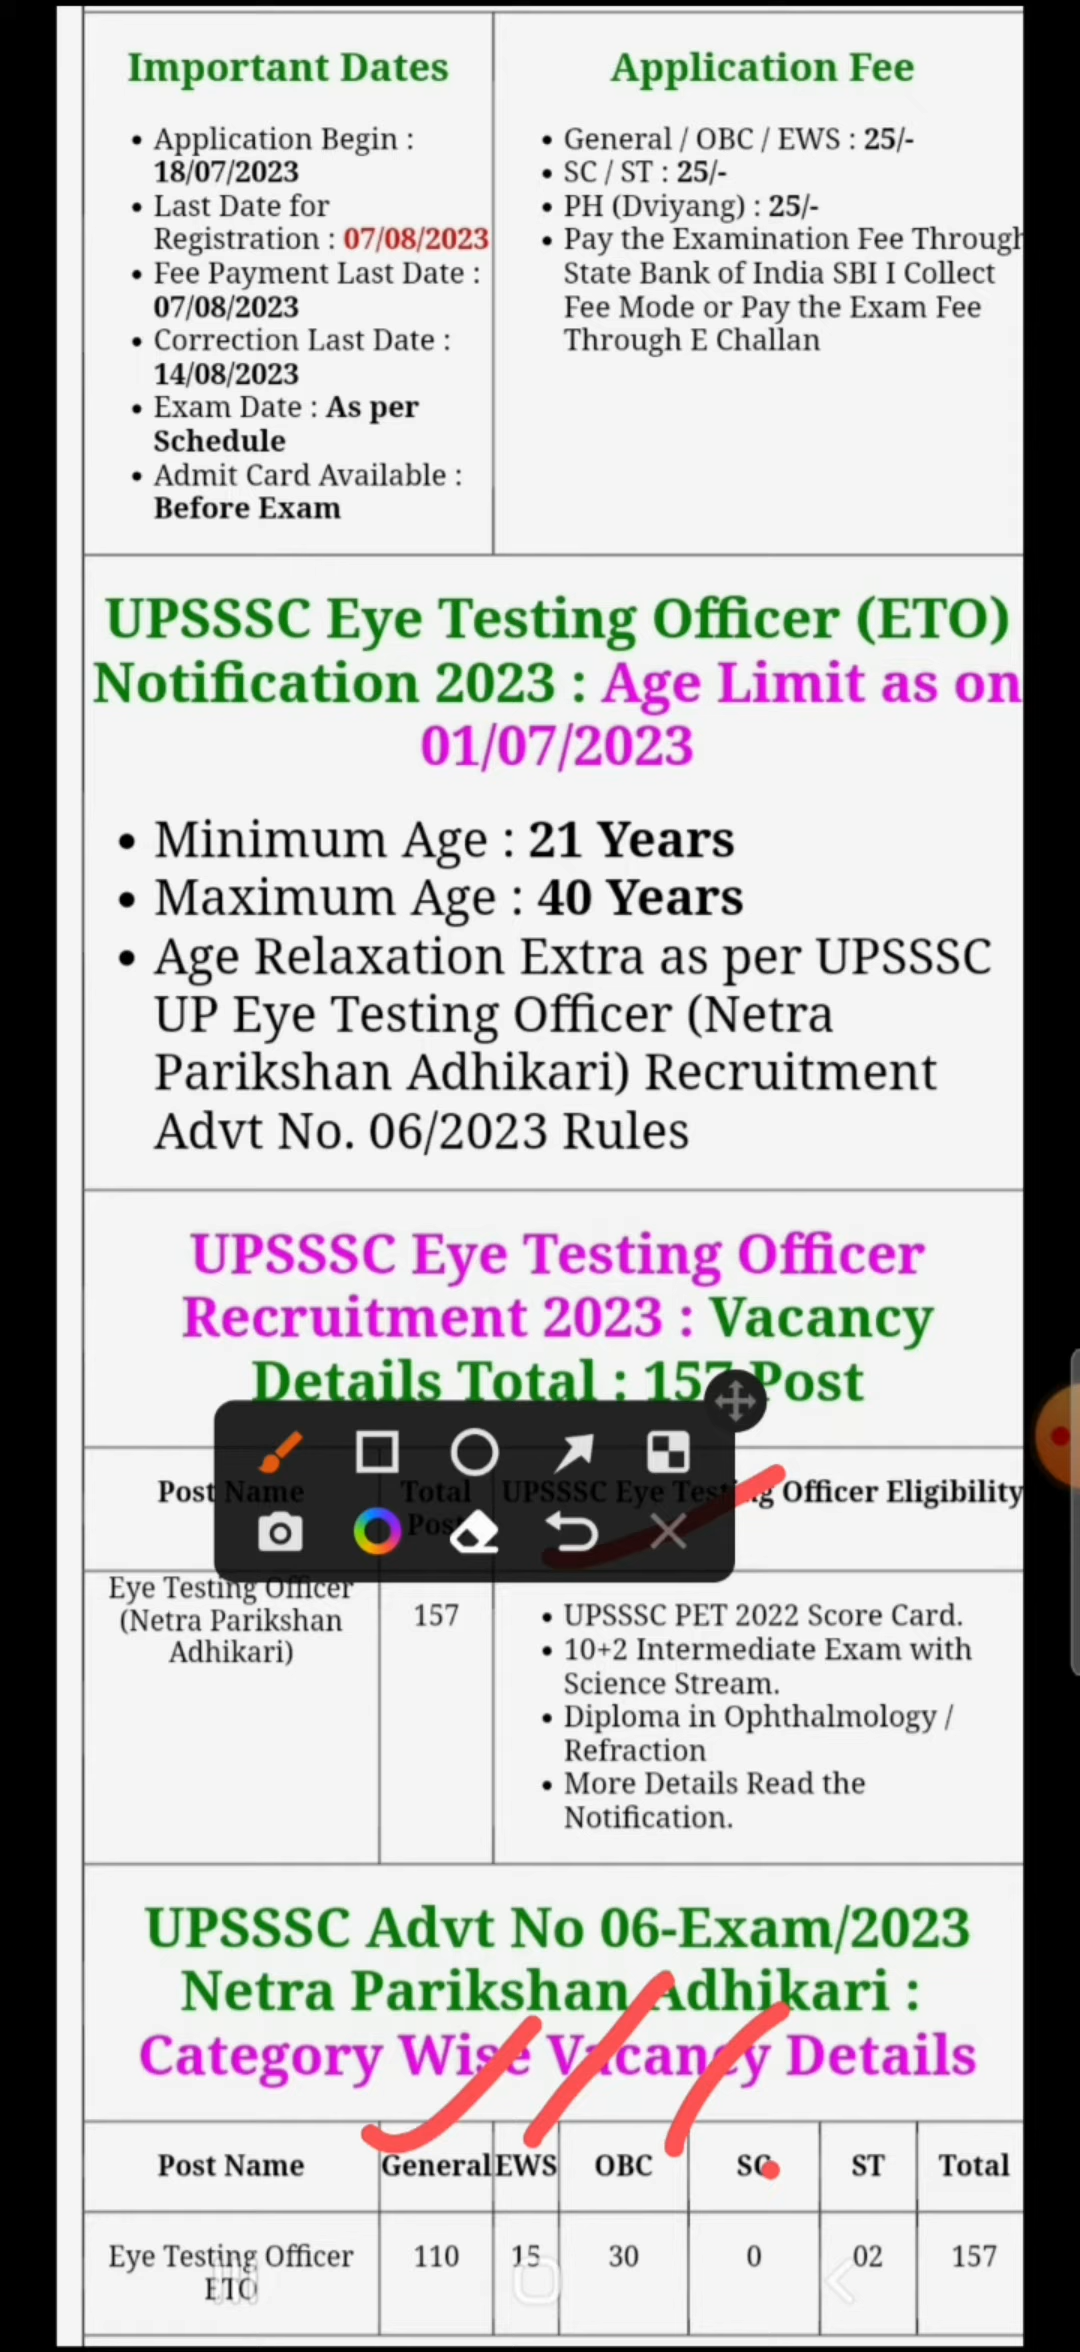 Important Dates
Application Begin :
18/07/2023
Last Date for
Registration : 07/08/2023
Fee Payment Last Date :
07/08/2023
Correction Last Date :
14/08/2023
Exam Date : As per
Schedule
Admit Card Available :
Before Exam
Application Fee
General / OBC / EWS : 25/-
SC / ST : 25/-
PH (Dviyang) : 25/-
Pay the Examination Fee Through
State Bank of India SBI I Collect
Fee Mode or Pay the Exam Fee
Through E Challan
UPSSSC Eye Testing Officer (ETO)
Notification 2023 : Age Limit as on
01/07/2023
Minimum Age : 21 Years
Maximum Age : 40 Years
Age Relaxation Extra as per UPSSSC
UP Eye Testing Officer (Netra
Parikshan Adhikari) Recruitment
Advt No. 06/2023 Rules
UPSSSC Eye Testing Officer
Recruitment 2023 : Vacancy
Details Total : 157 Post
Post Name
Total
Post
UPSSSC Eye Testing Officer Eligibility
Eye Testing Officer
(Netra Parikshan
Adhikari)
157
UPSSSC PET 2022 Score Card.
10+2 Intermediate Exam with
Science Stream.
Diploma in Ophthalmology /
Refraction
More Details Read the
Notification.
UPSSSC Advt No 06-Exam/2023
Netra Parikshan Adhikari :
Category Wise Vacancy Details
Post Name General EWS OBC SC ST Total
Eye Testing Officer 110 15 30 0 02 157
ETO